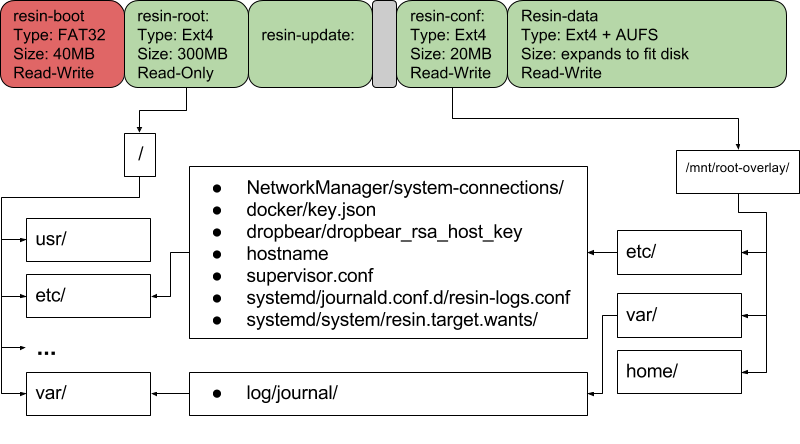 resin-boot
Type: FAT32
Size: 40MB
Read-Write
resin-root:
Type: Ext4
Size: 300MB
Read-Only
resin-update:
resin-conf:
Type: Ext4
Size: 20MB
Read-Write
Resin-data
Type: Ext4 + AUFS
Size: expands to fit disk
Read-Write
/
/mnt/root-overlay/
usr/
etc/
...
var/
● NetworkManager/system-connections/
● docker/key.json
● dropbear/dropbear_rsa_host_key
● hostname
● supervisor.conf
● systemd/journald.conf.d/resin-logs.conf
● systemd/system/resin.target.wants/
● log/journal/
etc/
var/
home/